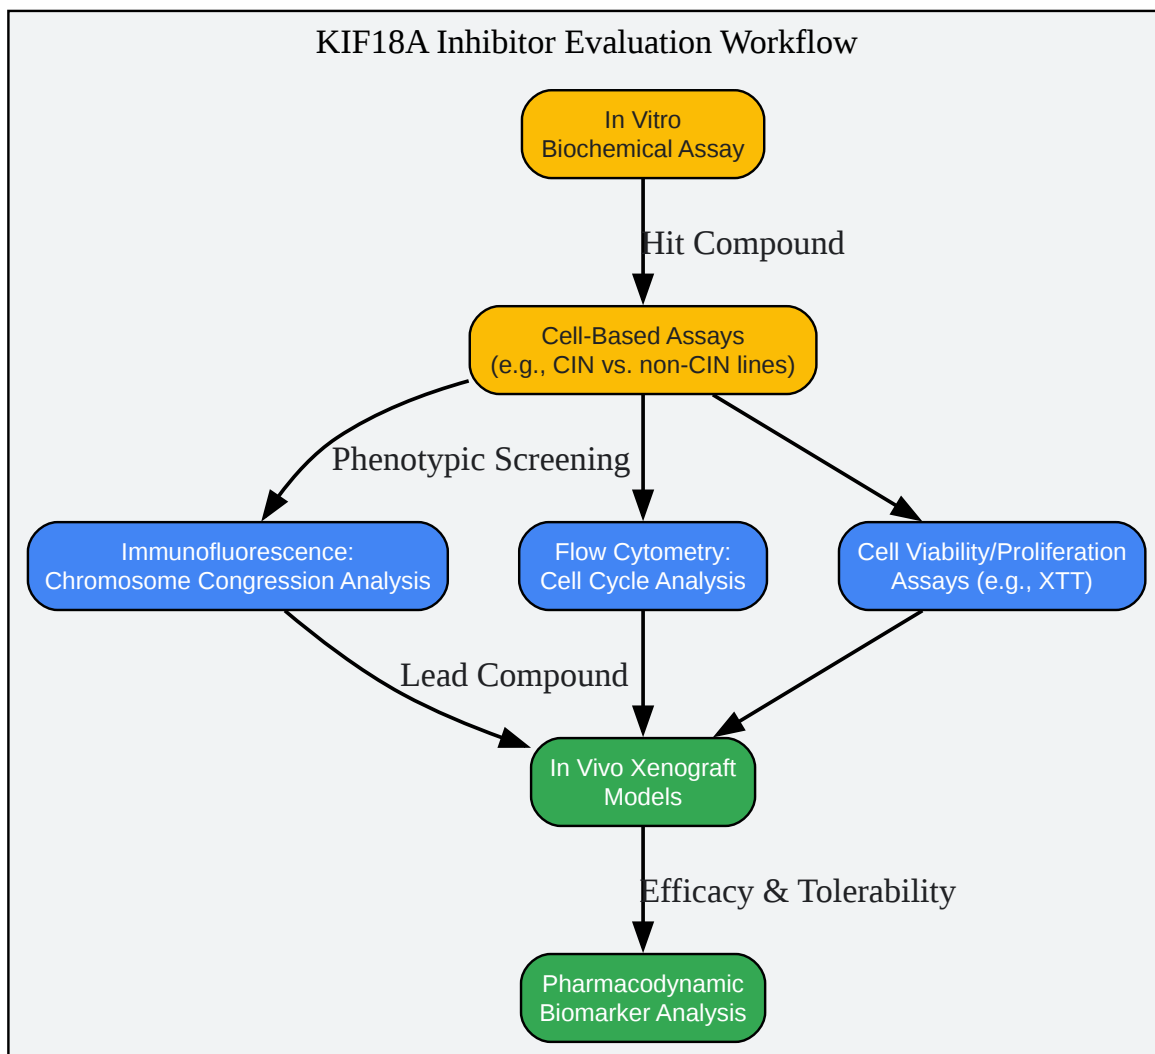 KIF18A Inhibitor Evaluation Workflow
In Vitro
Biochemical Assay
Hit Compound
Cell-Based Assays
(e.g., CIN vs. non-CIN lines)
Phenotypic Screening
Immunofluorescence:
Chromosome Congression Analysis
Flow Cytometry:
Cell Cycle Analysis
Cell Viability/Proliferation
Assays (e.g., XTT)
Lead Compound
In Vivo Xenograft
Models
Efficacy & Tolerability
Pharmacodynamic
Biomarker Analysis